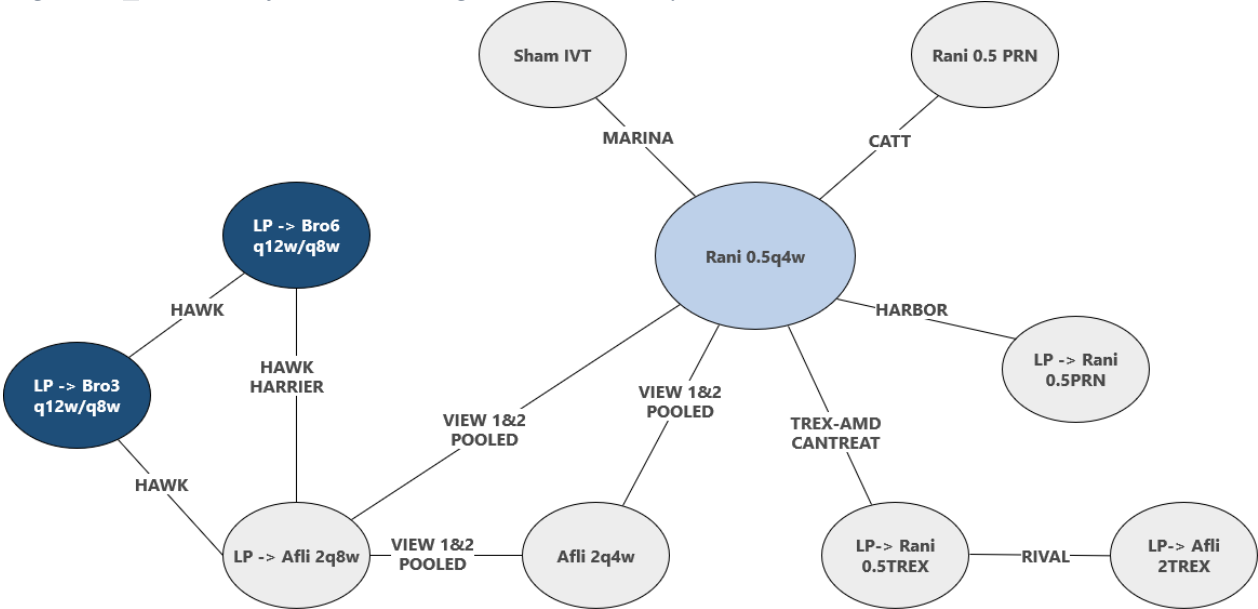 Sham IVT
Rani 0.5 PRN
MARINA
CATT
LP -> Bro6
q12w/q8w
Rani 0.5q4w
HAWK
HARBOR
HAWK
HARRIER
LP -> Bro3
q12w/q8w
LP -> Rani
0.5PRN
VIEW 1&2
POOLED
VIEW 1&2
POOLED
TREX-AMD
CANTREAT
HAWK
LP -> Afli 2q8w
VIEW 1&2
POOLED
Afli 2q4w
LP-> Rani
0.5TREX
RIVAL
LP-> Afli
2TREX